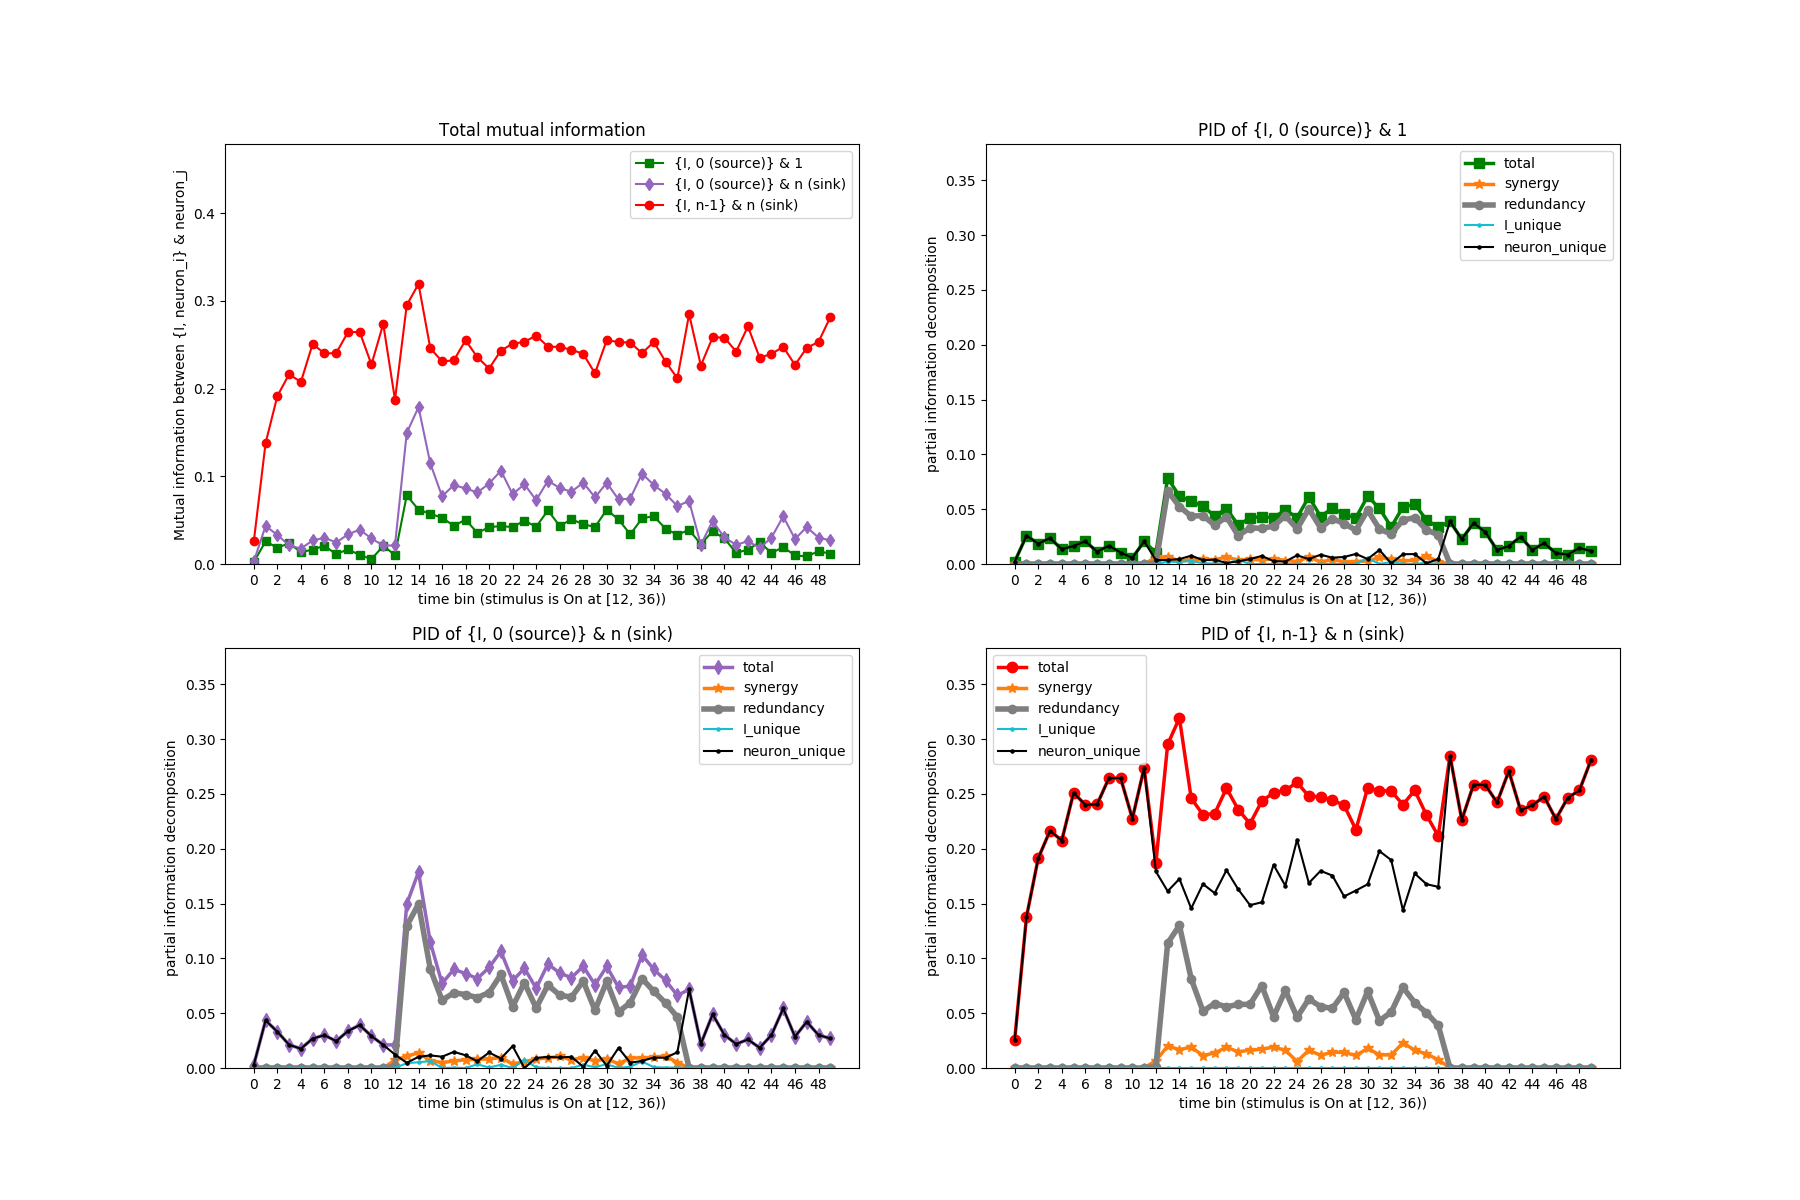 Total mutual information
Mutual information between {I, neuron_i} & neuron_j
0.4
0.3
0.2
0.1
0.0
{I, 0 (source)} & 1
{I, 0 (source)} & n (sink)
{I, n-1} & n (sink)
0 2 4 6 8 10 12 14 16 18 20 22 24 26 28 30 32 34 36 38 40 42 44 46 48
time bin (stimulus is On at [12, 36))
PID of {I, 0 (source)} & 1
partial information decomposition
0.35
0.30
0.25
0.20
0.15
0.10
0.05
0.00
total
synergy
redundancy
I_unique
neuron_unique
0 2 4 6 8 10 12 14 16 18 20 22 24 26 28 30 32 34 36 38 40 42 44 46 48
time bin (stimulus is On at [12, 36))
PID of {I, 0 (source)} & n (sink)
partial information decomposition
0.35
0.30
0.25
0.20
0.15
0.10
0.05
0.00
total
synergy
redundancy
I_unique
neuron_unique
0 2 4 6 8 10 12 14 16 18 20 22 24 26 28 30 32 34 36 38 40 42 44 46 48
time bin (stimulus is On at [12, 36))
PID of {I, n-1} & n (sink)
partial information decomposition
0.35
0.30
0.25
0.20
0.15
0.10
0.05
0.00
total
synergy
redundancy
I_unique
neuron_unique
0 2 4 6 8 10 12 14 16 18 20 22 24 26 28 30 32 34 36 38 40 42 44 46 48
time bin (stimulus is On at [12, 36))